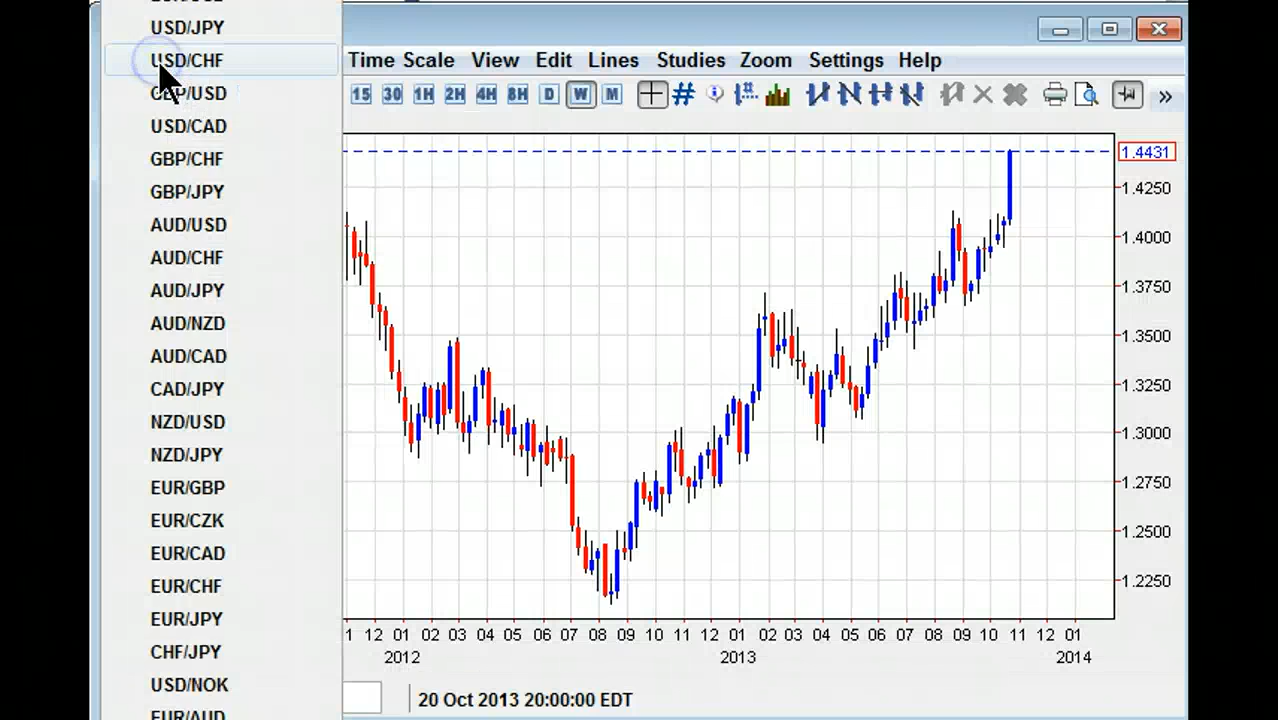 USD/JPY
USD/CHF
GBP/USD
USD/CAD
GBP/CHF
GBP/JPY
AUD/USD
AUD/CHF
AUD/JPY
AUD/NZD
AUD/CAD
CAD/JPY
NZD/USD
NZD/JPY
EUR/GBP
EUR/CZK
EUR/CAD
EUR/CHF
EUR/JPY
CHF/JPY
USD/NOK
EUR/AUD
Time Scale View Edit Lines Studies Zoom Settings Help
15 30 1H 2H 4H 8H D W M
1.4431
1.4250
1.4000
1.3750
1.3500
1.3250
1.3000
1.2750
1.2500
1.2250
12 01 02 03 04 05 06 07 08 09 10 11 12 01 02 03 04 05 06 07 08 09 10 11 12 01
2012 2013 2014
20 Oct 2013 20:00:00 EDT